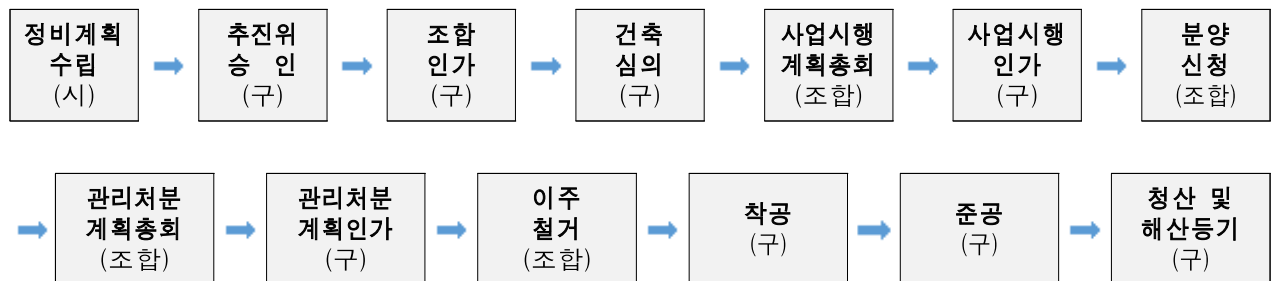 정비계획
수립
(시)
추진위
승 인
(구)
조합
인가
(구)
건축
심의
(구)
사업시행
계획총회
(조합)
사업시행
인가
(구)
분양
신청
(조합)
관리처분
계획총회
(조합)
관리처분
계획인가
(구)
이주
철거
(조합)
착공
(구)
준공
(구)
청산 및
해산등기
(구)